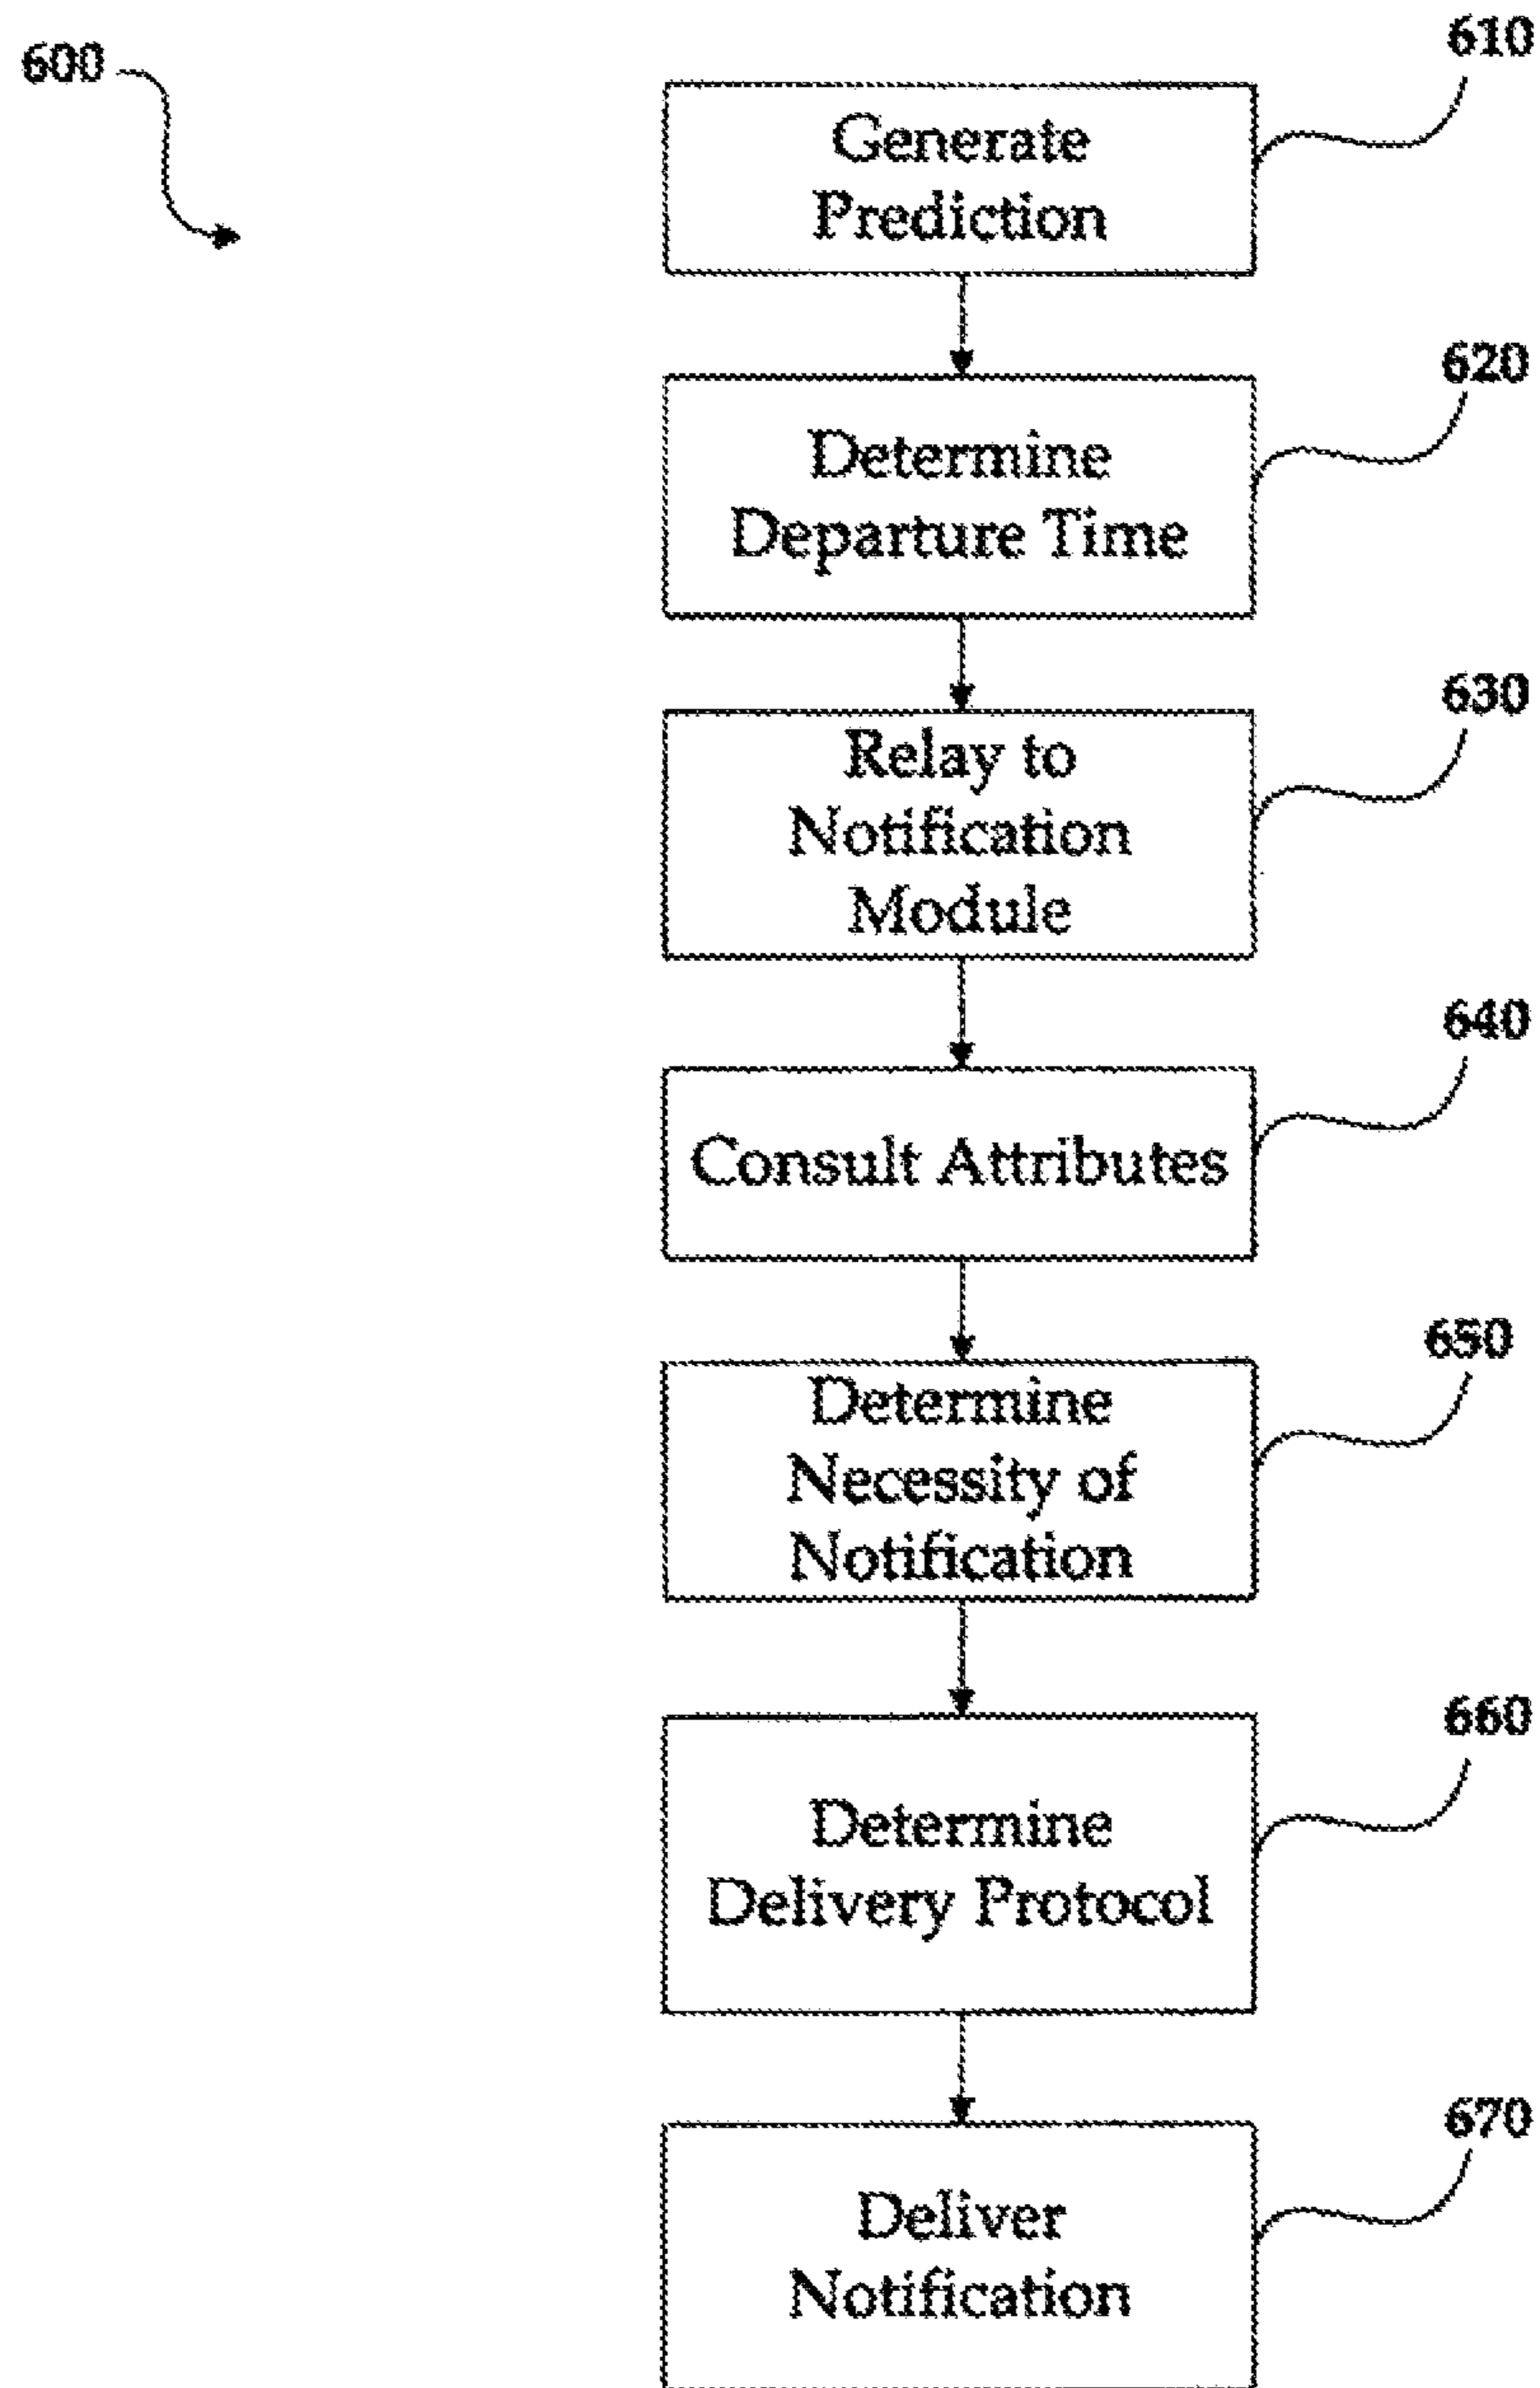 600
610
Generate
Prediction
620
Determine
Departure Time
630
Relay to
Notification
Module
640
Consult Attributes
650
Determine
Necessity of
Notification
660
Determine
Delivery Protocol
670
Deliver
Notification